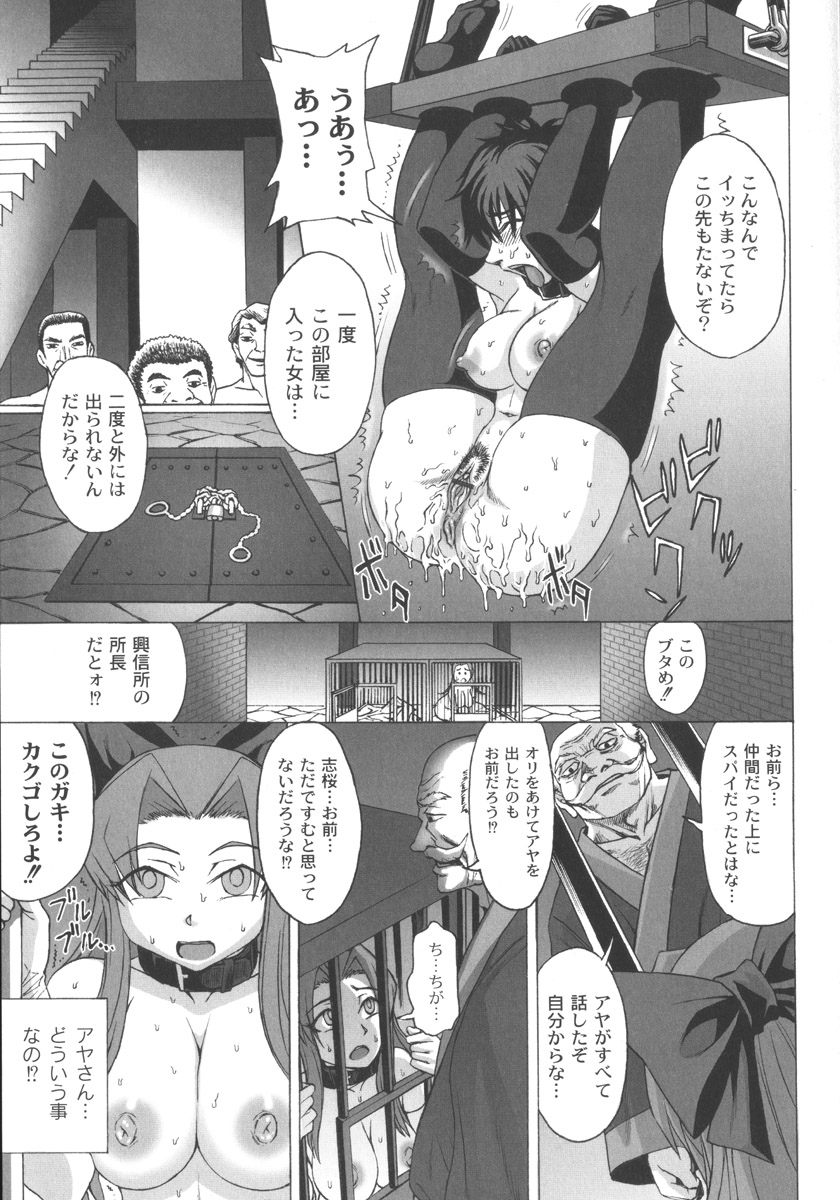 こんなんで
イッちまってたら
この先もたないぞ？
うあぅ…
あっ…
一度
この部屋に
入った女は…
二度と外には
出られないん
だからな！
ビク
ビク
ボタ
ボタ
この
ブタめ!!
興信所の
所長
だとォ!?
お前ら…
仲間だった上に
スパイだったとはな…
アヤがすべて
話したぞ
自分からな…
オリをあけてアヤを
出したのも
お前だろう!?
ち…ちが…
志桜…お前…
ただですむと思って
ないだろうな!?
このガキ…
カクゴしろよ!!
ブル
ブル…
アヤさん…
どういう事
なの!?